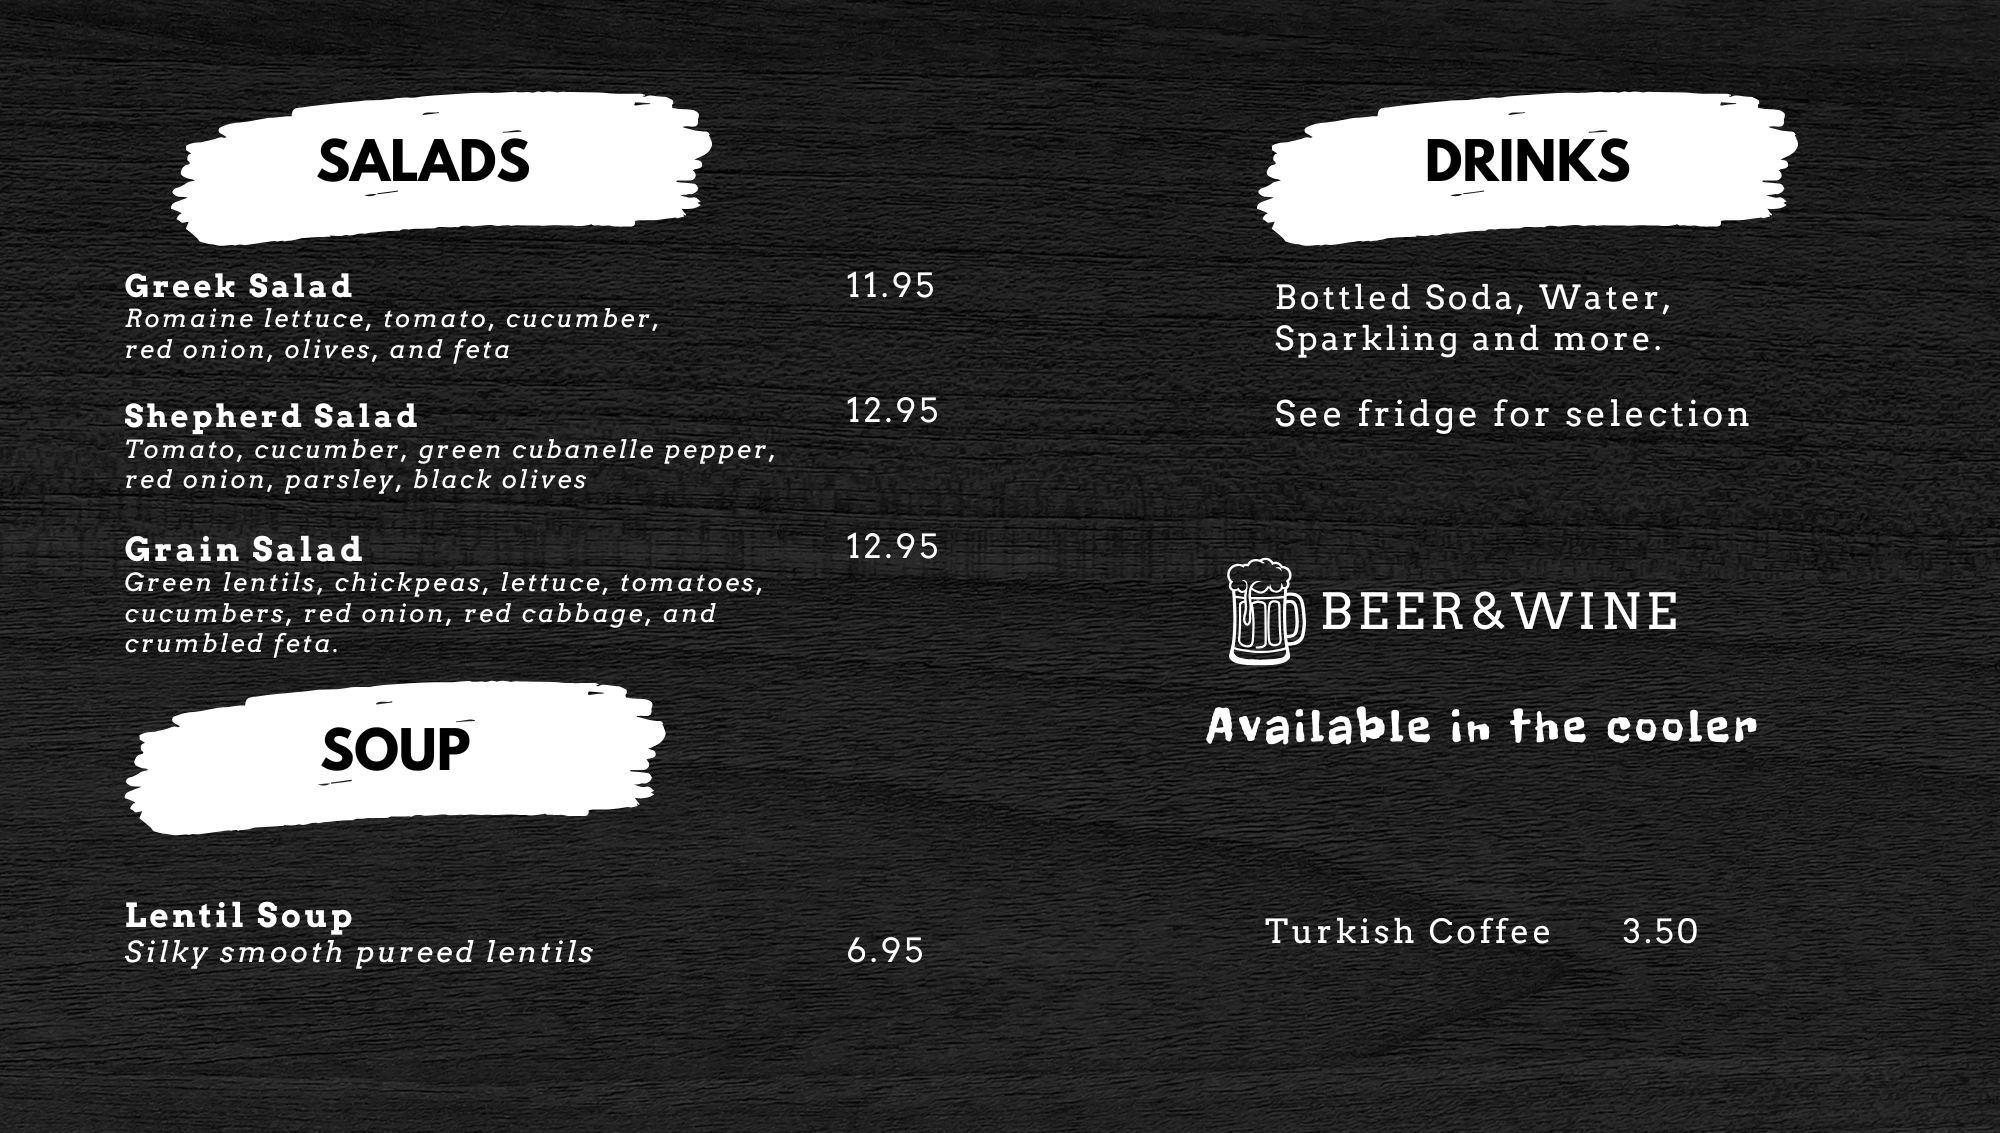 SALADS
Greek Salad 11.95
Romaine lettuce, tomato, cucumber,
red onion, olives, and feta
Shepherd Salad 12.95
Tomato, cucumber, green cubanelle pepper,
red onion, parsley, black olives
Grain Salad 12.95
Green lentils, chickpeas, lettuce, tomatoes,
cucumbers, red onion, red cabbage, and
crumbled feta.
SOUP
Lentil Soup
Silky smooth pureed lentils 6.95
DRINKS
Bottled Soda, Water,
Sparkling and more.
See fridge for selection
BEER&WINE
Available in the cooler
Turkish Coffee 3.50